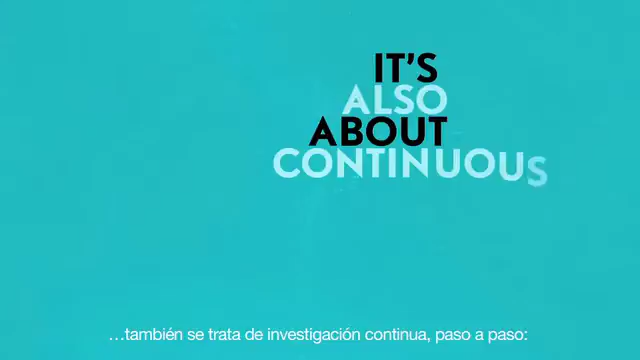 IT'S
ALSO
ABOUT
CONTINUOUS
…también se trata de investigación continua, paso a paso: